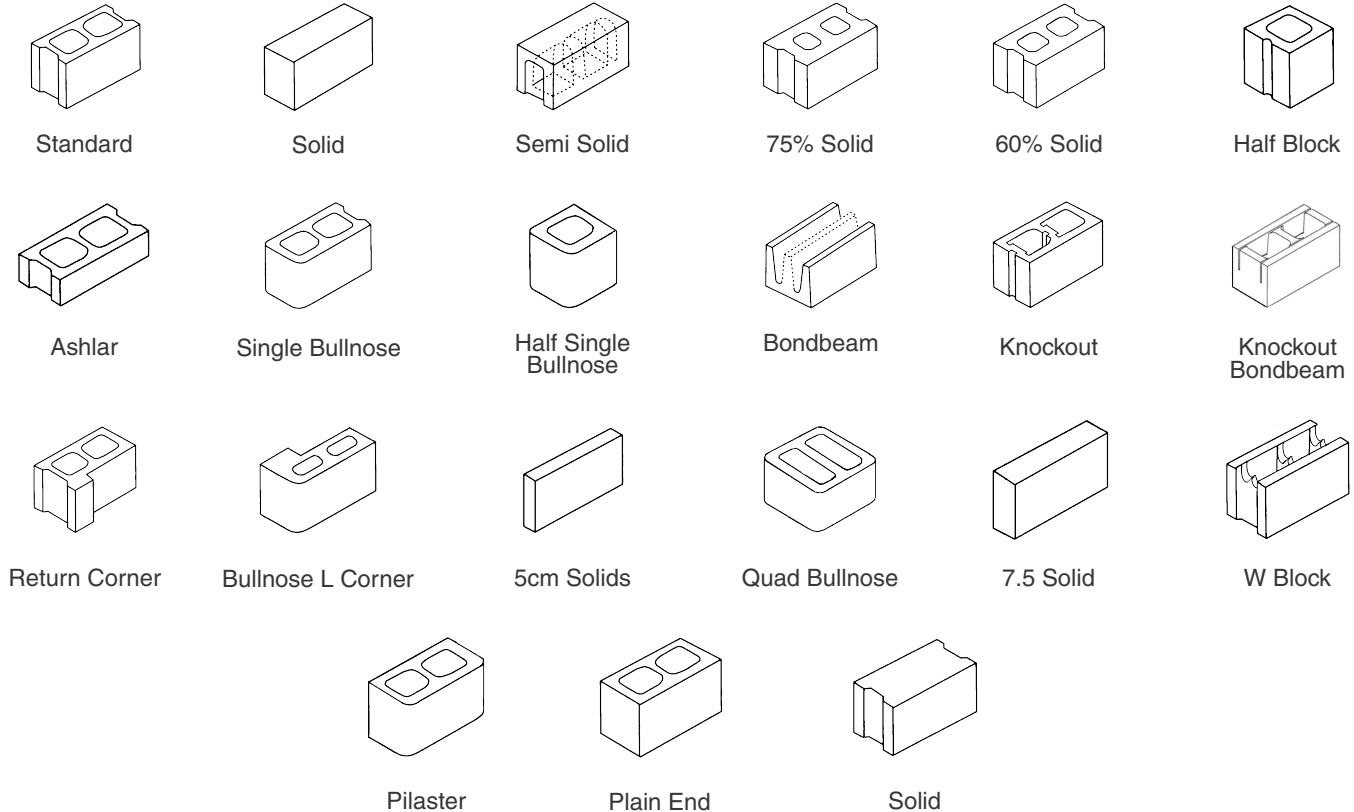 Standard
Solid
Semi Solid
75% Solid
60% Solid
Half Block
Ashlar
Single Bullnose
Half Single
Bullnose
Bondbeam
Knockout
Knockout
Bondbeam
Return Corner
Bullnose L Corner
5cm Solids
Quad Bullnose
7.5 Solid
W Block
Pilaster
Plain End
Solid